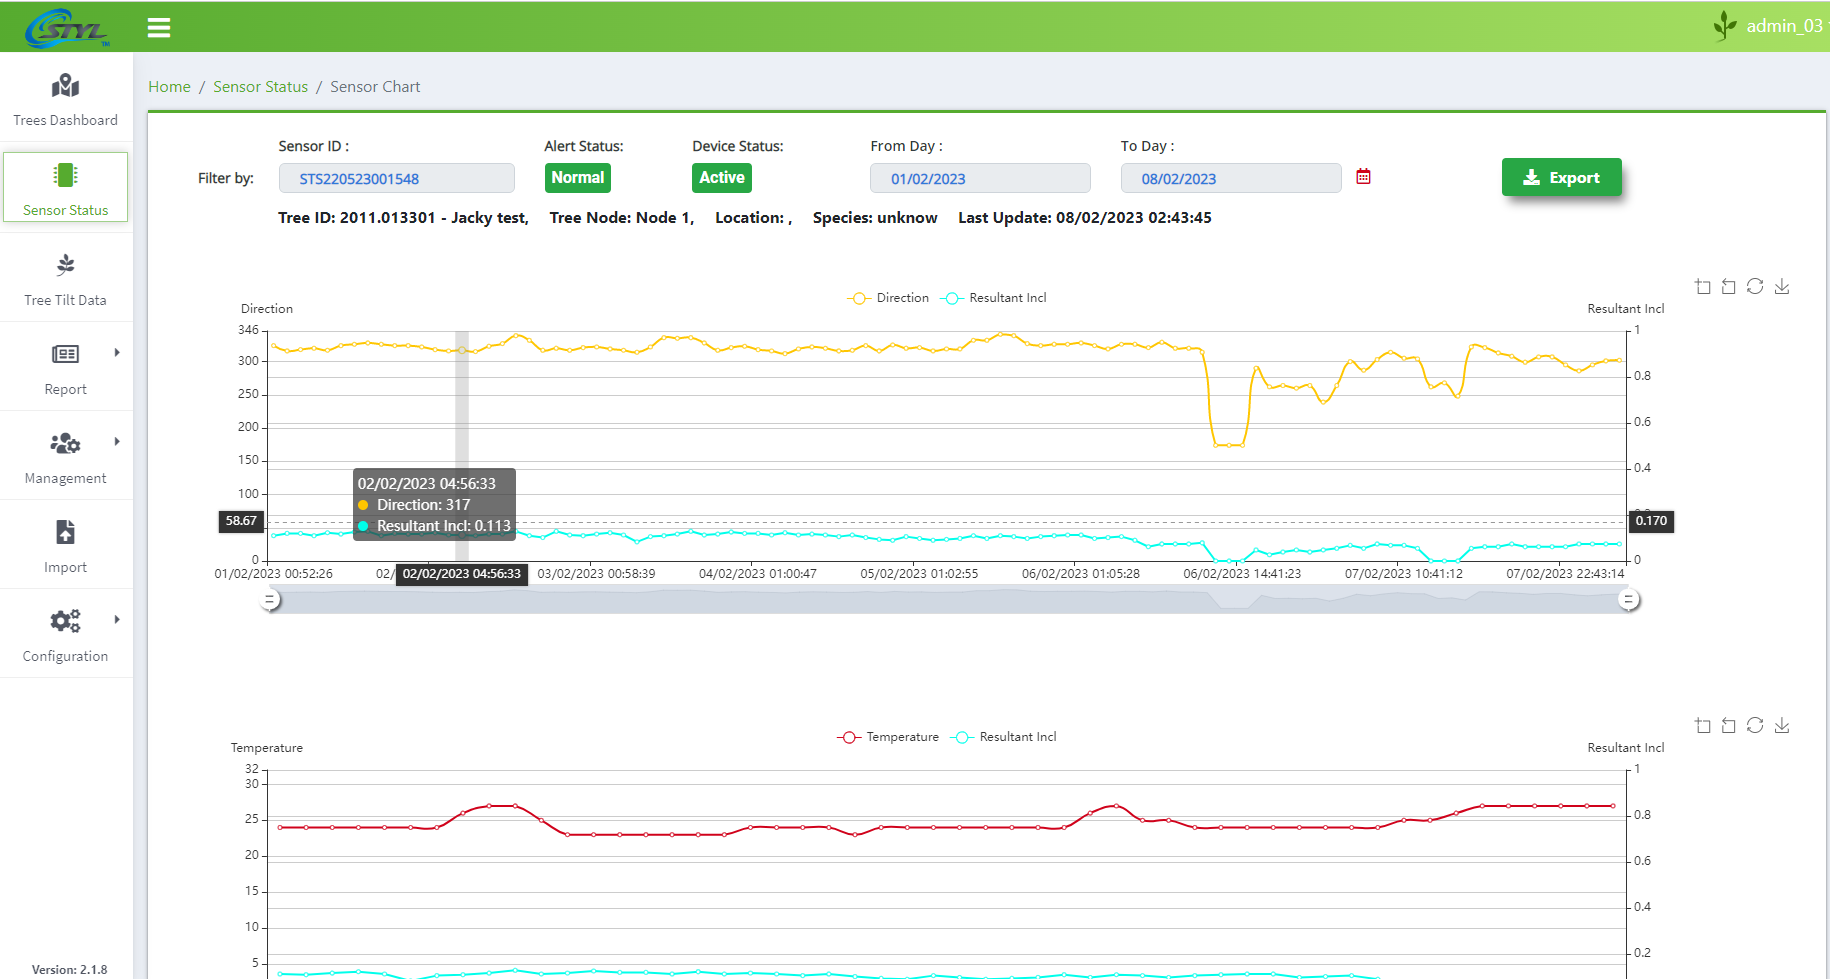 STYL TM
admin_03
Home / Sensor Status / Sensor Chart
Trees Dashboard
Sensor Status
Tree Tilt Data
Report
Management
Import
Configuration
Version: 2.1.8
Sensor ID : Alert Status: Device Status: From Day : To Day :
Filter by: STS220523001548 Normal Active 01/02/2023 08/02/2023 Export
Tree ID: 2011.013301 - Jacky test, Tree Node: Node 1, Location: , Species: unknow Last Update: 08/02/2023 02:43:45
Direction Resultant Incl
Direction
Resultant Incl
346
300
250
200
150
100
58.67
0
1
0.8
0.6
0.4
0.170
0
02/02/2023 04:56:33
Direction: 317
Resultant Incl: 0.113
01/02/2023 00:52:26 02/ 02/02/2023 04:56:33 03/02/2023 00:58:39 04/02/2023 01:00:47 05/02/2023 01:02:55 06/02/2023 01:05:28 06/02/2023 14:41:23 07/02/2023 10:41:12 07/02/2023 22:43:14
Temperature Resultant Incl
Temperature
Resultant Incl
32
30
25
20
15
10
5
1
0.8
0.6
0.4
0.2